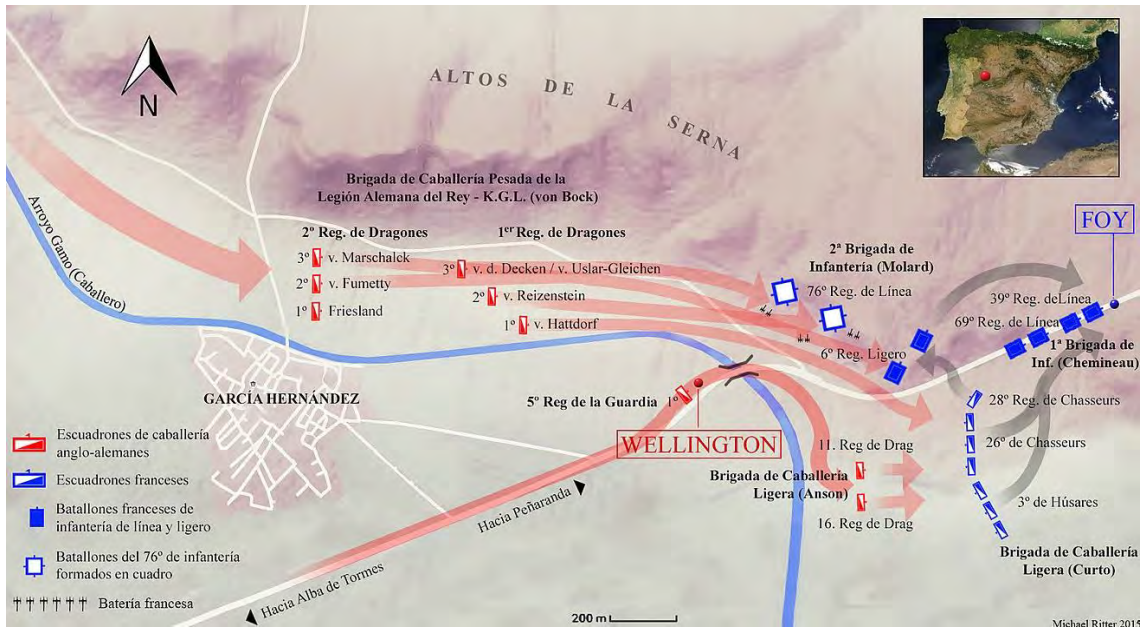 N
ALTOS DE LA SERNA
Brigada de Caballería Pesada de la
Legión Alemana del Rey - K.G.L. (von Bock)
2º Reg. de Dragones
3º v. Marschalck
2º v. Fumetty
1º Friesland
1er Reg. de Dragones
3º v. d. Decken / v. Uslar-Gleichen
2º v. Reizenstein
1º v. Hattdorf
2ª Brigada de
Infantería (Molard)
76º Reg. de Línea
6º Reg. Ligero
FOY
39º Reg. deLínea
69º Reg. de Línea
1ª Brigada de
Inf. (Chemineau)
Arroyo Gamo (Caballero)
GARCÍA HERNÁNDEZ
5º Reg de la Guardia
1º
WELLINGTON
28º Reg. de Chasseurs
26º de Chasseurs
3º de Húsares
Brigada de Caballería
Ligera (Curto)
11. Reg de Drag
Brigada de Caballería
Ligera (Anson)
16. Reg de Drag
Hacia Peñaranda
Hacia Alba de Tormes
Escuadrones de caballería
anglo-alemanes
Escuadrones franceses
Batallones franceses de
infantería de línea y ligero
Batallones del 76º de infantería
formados en cuadro
Batería francesa
200 m
Michael Ritter 2015